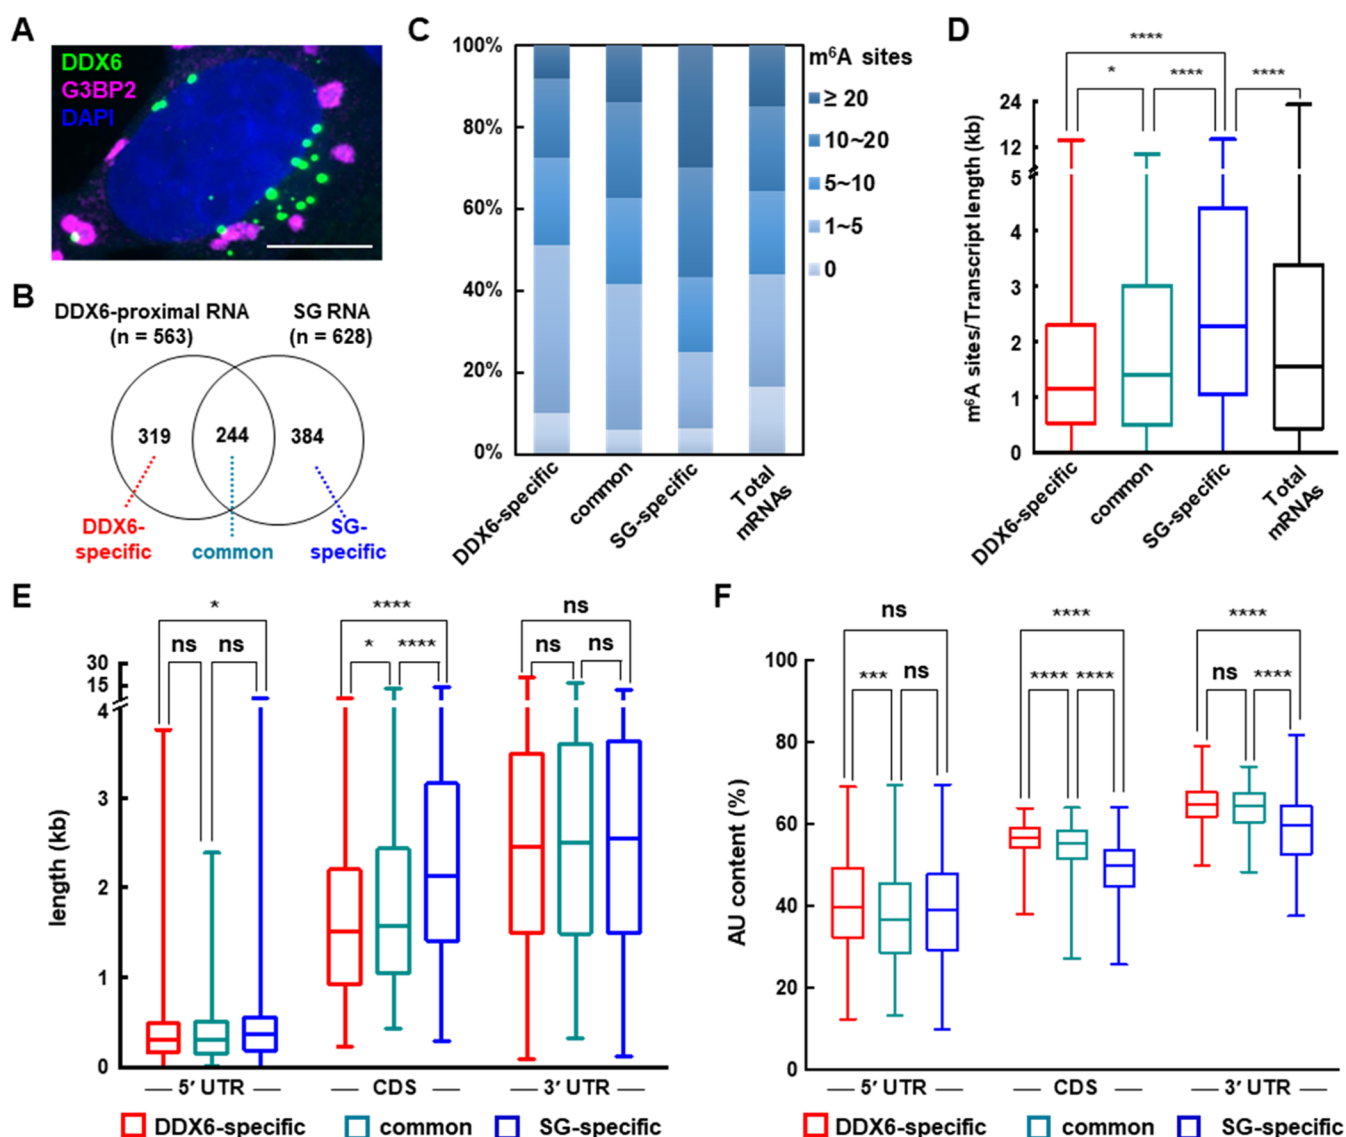 A
DDX6
G3BP2
DAPI
B
DDX6-proximal RNA
(n = 563)
SG RNA
(n = 628)
319
244
384
DDX6-
specific
common
SG-
specific
C
100%
80%
60%
40%
20%
0%
DDX6-specific
common
SG-specific
Total
mRNAs
m⁶A sites
≥ 20
10~20
5~10
1~5
0
D
****
*
****
****
m⁶A sites/Transcript length (kb)
24
12
5
4
3
2
1
0
DDX6-specific
common
SG-specific
Total
mRNAs
E
*
ns
ns
****
*
****
ns
ns
ns
length (kb)
30
15
4
3
2
1
0
5′ UTR
CDS
3′ UTR
DDX6-specific
common
SG-specific
F
ns
***
ns
****
****
****
****
ns
****
AU content (%)
100
80
60
40
20
0
5′ UTR
CDS
3′ UTR
DDX6-specific
common
SG-specific